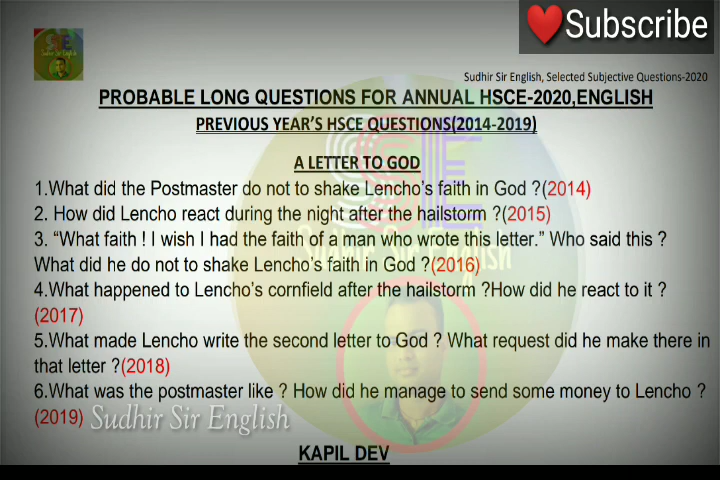 Subscribe
Sudhir Sir English, Selected Subjective Questions-2020
PROBABLE LONG QUESTIONS FOR ANNUAL HSCE-2020,ENGLISH
PREVIOUS YEAR'S HSCE QUESTIONS(2014-2019)
A LETTER TO GOD
1.What did the Postmaster do not to shake Lencho's faith in God ?(2014)
2. How did Lencho react during the night after the hailstorm ?(2015)
3. “What faith ! I wish I had the faith of a man who wrote this letter.” Who said this ?
What did he do not to shake Lencho's faith in God ?(2016)
4.What happened to Lencho's cornfield after the hailstorm ?How did he react to it ?
(2017)
5.What made Lencho write the second letter to God ? What request did he make there in
that letter ?(2018)
6.What was the postmaster like ? How did he manage to send some money to Lencho ?
(2019) Sudhir Sir English
KAPIL DEV
SE
Sudhir Sir English